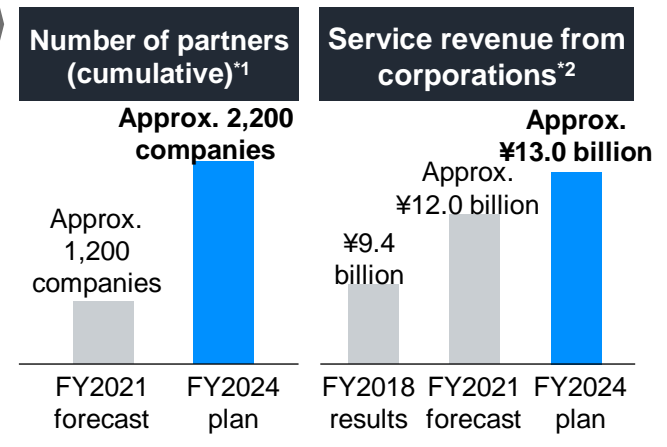 Number of partners
(cumulative)*1
Approx. 2,200
companies
Approx.
1,200
companies
FY2021
forecast
FY2024
plan
Service revenue from
corporations*2
Approx.
¥13.0 billion
Approx.
¥12.0 billion
¥9.4
billion
FY2018
results
FY2021
forecast
FY2024
plan